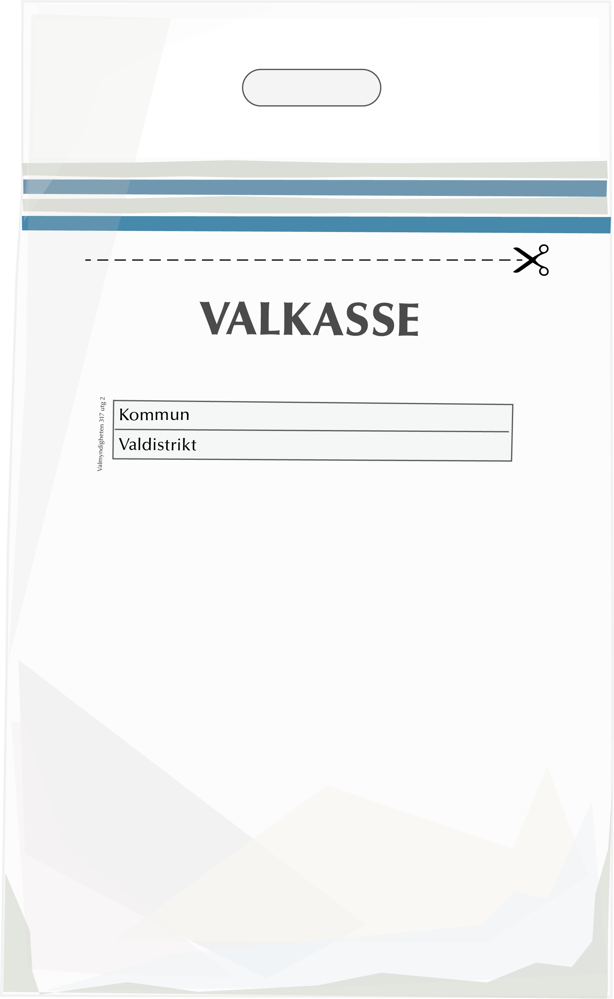 VALKASSE
Valmyndigheten 317 utg 2
Kommun
Valdistrikt